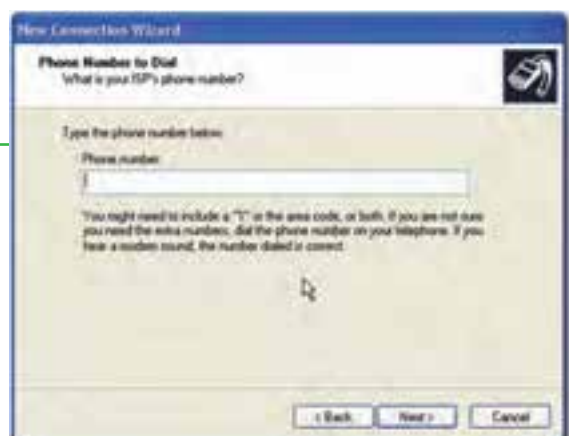 New Connection Wizard
Phone Number to Dial
What is your ISP's phone number?
Type the phone number below.
Phone number:
You might need to include a "1" or the area code, or both. If you are not sure
you need the extra numbers, dial the phone number on your telephone. If you
hear a modem sound, the number dialed is correct.
< Back
Next >
Cancel